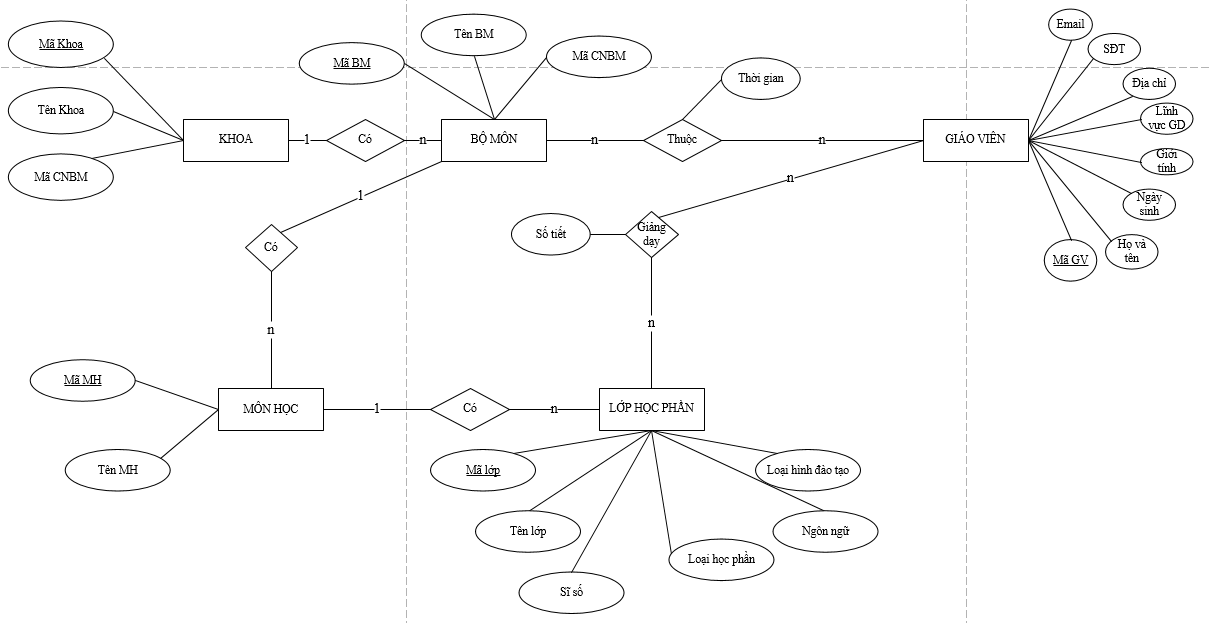 Email
Tên BM
Mã Khoa
SĐT
Mã BM
Mã CNBM
Thời gian
Địa chỉ
Tên Khoa
Lĩnh
vực GD
KHOA
1
Có
n
BỘ MÔN
n
Thuộc
n
GIÁO VIÊN
Giới
tính
Mã CNBM
n
1
Ngày
sinh
Số tiết
Giảng
dạy
Có
Họ và
tên
Mã GV
n
n
Mã MH
MÔN HỌC
1
Có
n
LỚP HỌC PHẦN
Tên MH
Mã lớp
Loại hình đào tạo
Tên lớp
Ngôn ngữ
Loại học phần
Sĩ số